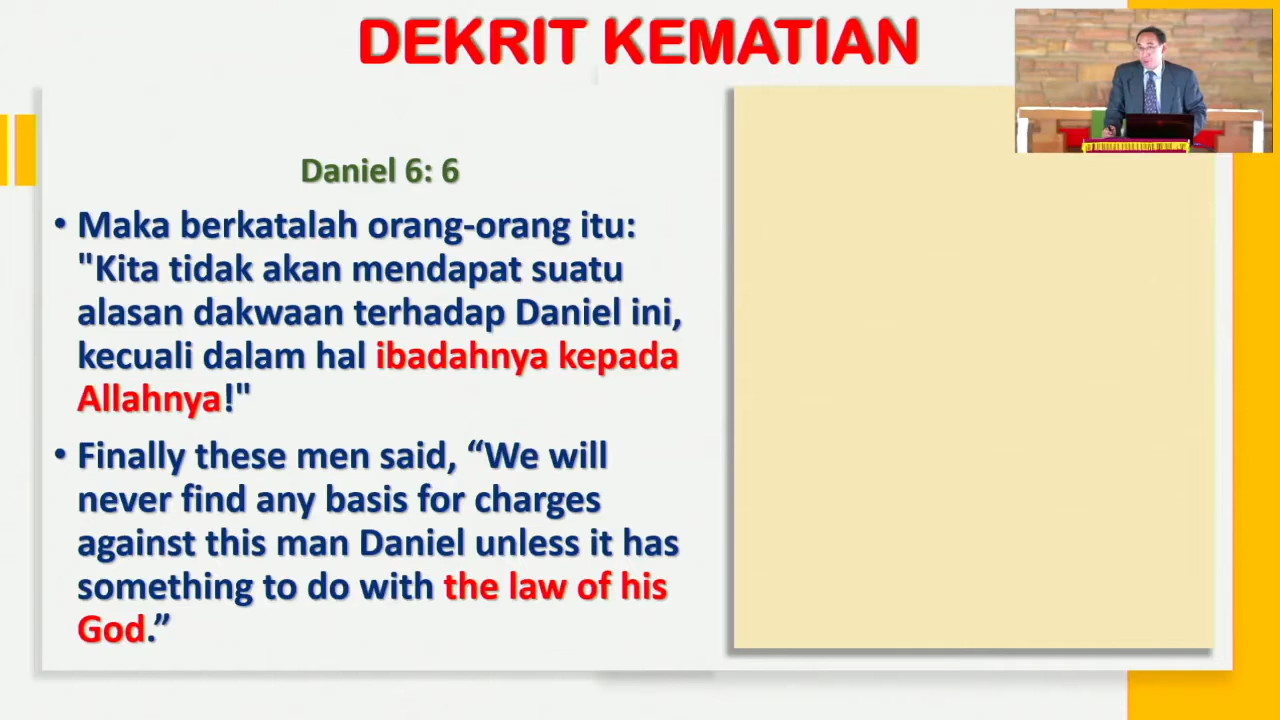 DEKRIT KEMATIAN
Daniel 6: 6
• Maka berkatalah orang-orang itu:
"Kita tidak akan mendapat suatu
alasan dakwaan terhadap Daniel ini,
kecuali dalam hal ibadahnya kepada
Allahnya!"
• Finally these men said, “We will
never find any basis for charges
against this man Daniel unless it has
something to do with the law of his
God.”